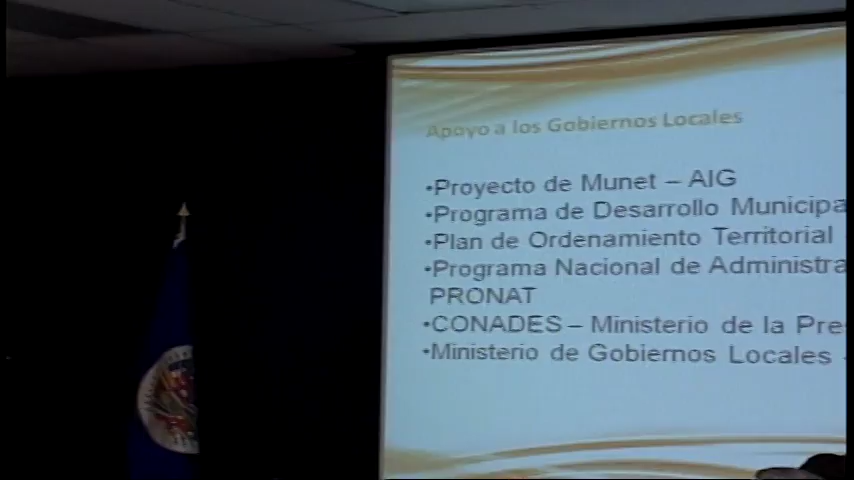 Apoyo a los Gobiernos Locales
•Proyecto de Munet – AIG
•Programa de Desarrollo Municipa
•Plan de Ordenamiento Territorial
•Programa Nacional de Administra
PRONAT
•CONADES – Ministerio de la Pre
•Ministerio de Gobiernos Locales -